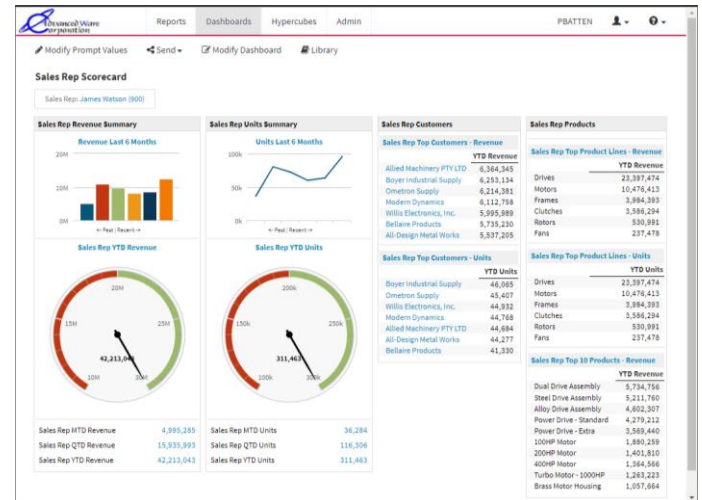 Advanced Ware
Corporation
Reports Dashboards Hypercubes Admin PBATTEN
Modify Prompt Values Send Modify Dashboard Library
Sales Rep Scorecard
Sales Rep: James Watson (900)
Sales Rep Revenue Summary
Revenue Last 6 Months
20M
10M
0M
<- Past | Recent ->
Sales Rep YTD Revenue
20M
15M
25M
42,213,043
10M
30M
Sales Rep MTD Revenue 4,995,285
Sales Rep QTD Revenue 15,935,993
Sales Rep YTD Revenue 42,213,043
Sales Rep Units Summary
Units Last 6 Months
100k
50k
0k
<- Past | Recent ->
Sales Rep YTD Units
200k
150k
250k
311,463
100k
300k
Sales Rep MTD Units 36,284
Sales Rep QTD Units 116,306
Sales Rep YTD Units 311,463
Sales Rep Customers
Sales Rep Top Customers - Revenue
YTD Revenue
Allied Machinery PTY LTD 6,364,345
Boyer Industrial Supply 6,253,134
Ometron Supply 6,214,381
Modern Dynamics 6,112,758
Willis Electronics, Inc. 5,995,989
Bellaire Products 5,735,230
All-Design Metal Works 5,537,205
Sales Rep Top Customers - Units
YTD Units
Boyer Industrial Supply 46,065
Ometron Supply 45,407
Willis Electronics, Inc. 44,932
Modern Dynamics 44,768
Allied Machinery PTY LTD 44,684
All-Design Metal Works 44,277
Bellaire Products 41,330
Sales Rep Products
Sales Rep Top Product Lines - Revenue
YTD Revenue
Drives 23,397,474
Motors 10,476,413
Frames 3,984,393
Clutches 3,586,294
Rotors 530,991
Fans 237,478
Sales Rep Top Product Lines - Units
YTD Units
Drives 23,397,474
Motors 10,476,413
Frames 3,984,393
Clutches 3,586,294
Rotors 530,991
Fans 237,478
Sales Rep Top 10 Products - Revenue
YTD Revenue
Dual Drive Assembly 5,734,756
Steel Drive Assembly 5,211,760
Alloy Drive Assembly 4,602,307
Power Drive - Standard 4,279,212
Power Drive - Extra 3,569,440
100HP Motor 1,880,259
200HP Motor 1,401,810
400HP Motor 1,364,566
Turbo Motor - 1000HP 1,263,223
Brass Motor Housing 1,057,664